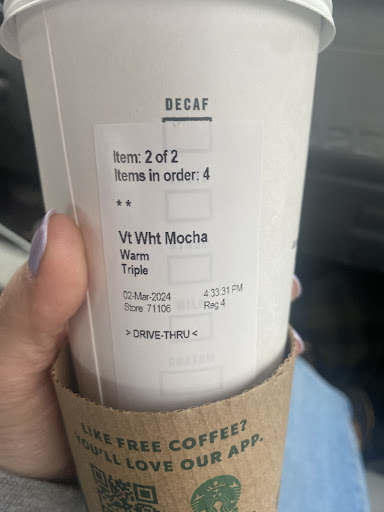 DECAF
Item: 2 of 2
Items in order: 4
**
Vt Wht Mocha
Warm
Triple
02-Mar-2024 4:33:31 PM
Store: 71106 Reg 4
> DRIVE-THRU <
CUSTOM
LIKE FREE COFFEE?
YOU'LL LOVE OUR APP.